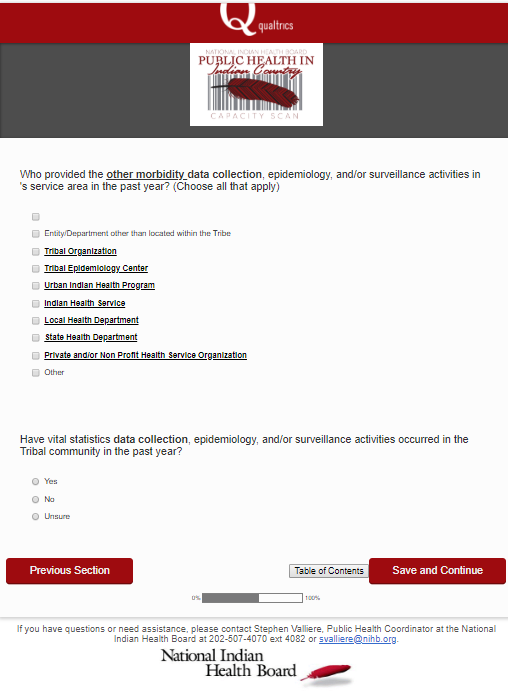 qualtrics
NATIONAL INDIAN HEALTH BOARD
PUBLIC HEALTH IN
Indian Country
CAPACITY SCAN
Who provided the other morbidity data collection, epidemiology, and/or surveillance activities in
's service area in the past year? (Choose all that apply)
Entity/Department other than located within the Tribe
Tribal Organization
Tribal Epidemiology Center
Urban Indian Health Program
Indian Health Service
Local Health Department
State Health Department
Private and/or Non Profit Health Service Organization
Other
Have vital statistics data collection, epidemiology, and/or surveillance activities occurred in the
Tribal community in the past year?
Yes
No
Unsure
Previous Section Table of Contents Save and Continue
0% 100%
If you have questions or need assistance, please contact Stephen Valliere, Public Health Coordinator at the National
Indian Health Board at 202-507-4070 ext 4082 or svalliere@nihb.org.
National Indian
Health Board